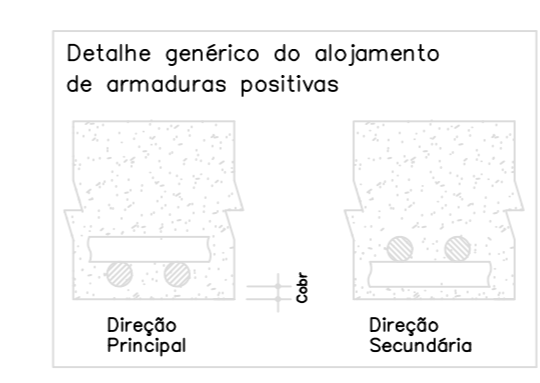 Detalhe genérico do alojamento
de armaduras positivas
Cobr
Direção
Principal
Direção
Secundária